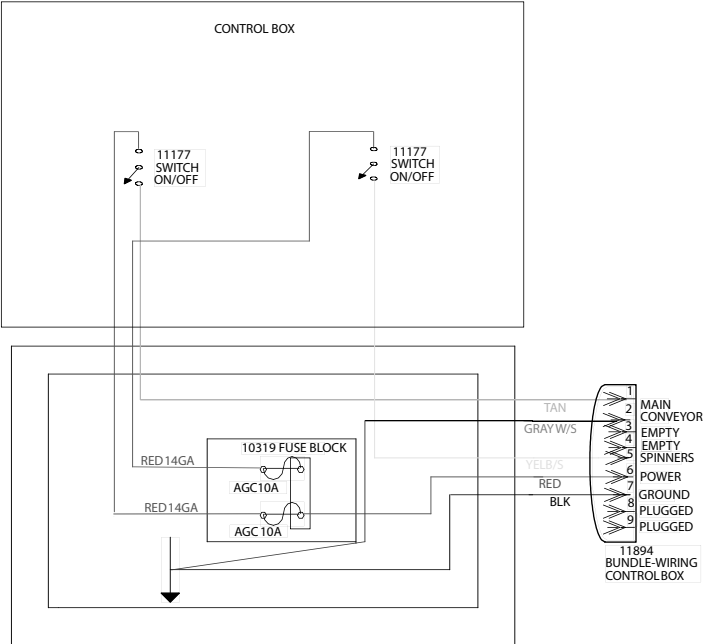 CONTROL BOX
11177
SWITCH
ON/OFF
11177
SWITCH
ON/OFF
10319 FUSE BLOCK
RED14GA
AGC10A
RED14GA
AGC 10A
TAN
GRAY W/S
YELB/S
RED
BLK
1
2
3
4
5
6
7
8
9
MAIN
CONVEYOR
EMPTY
EMPTY
SPINNERS
POWER
GROUND
PLUGGED
PLUGGED
11894
BUNDLE-WIRING
CONTROLBOX